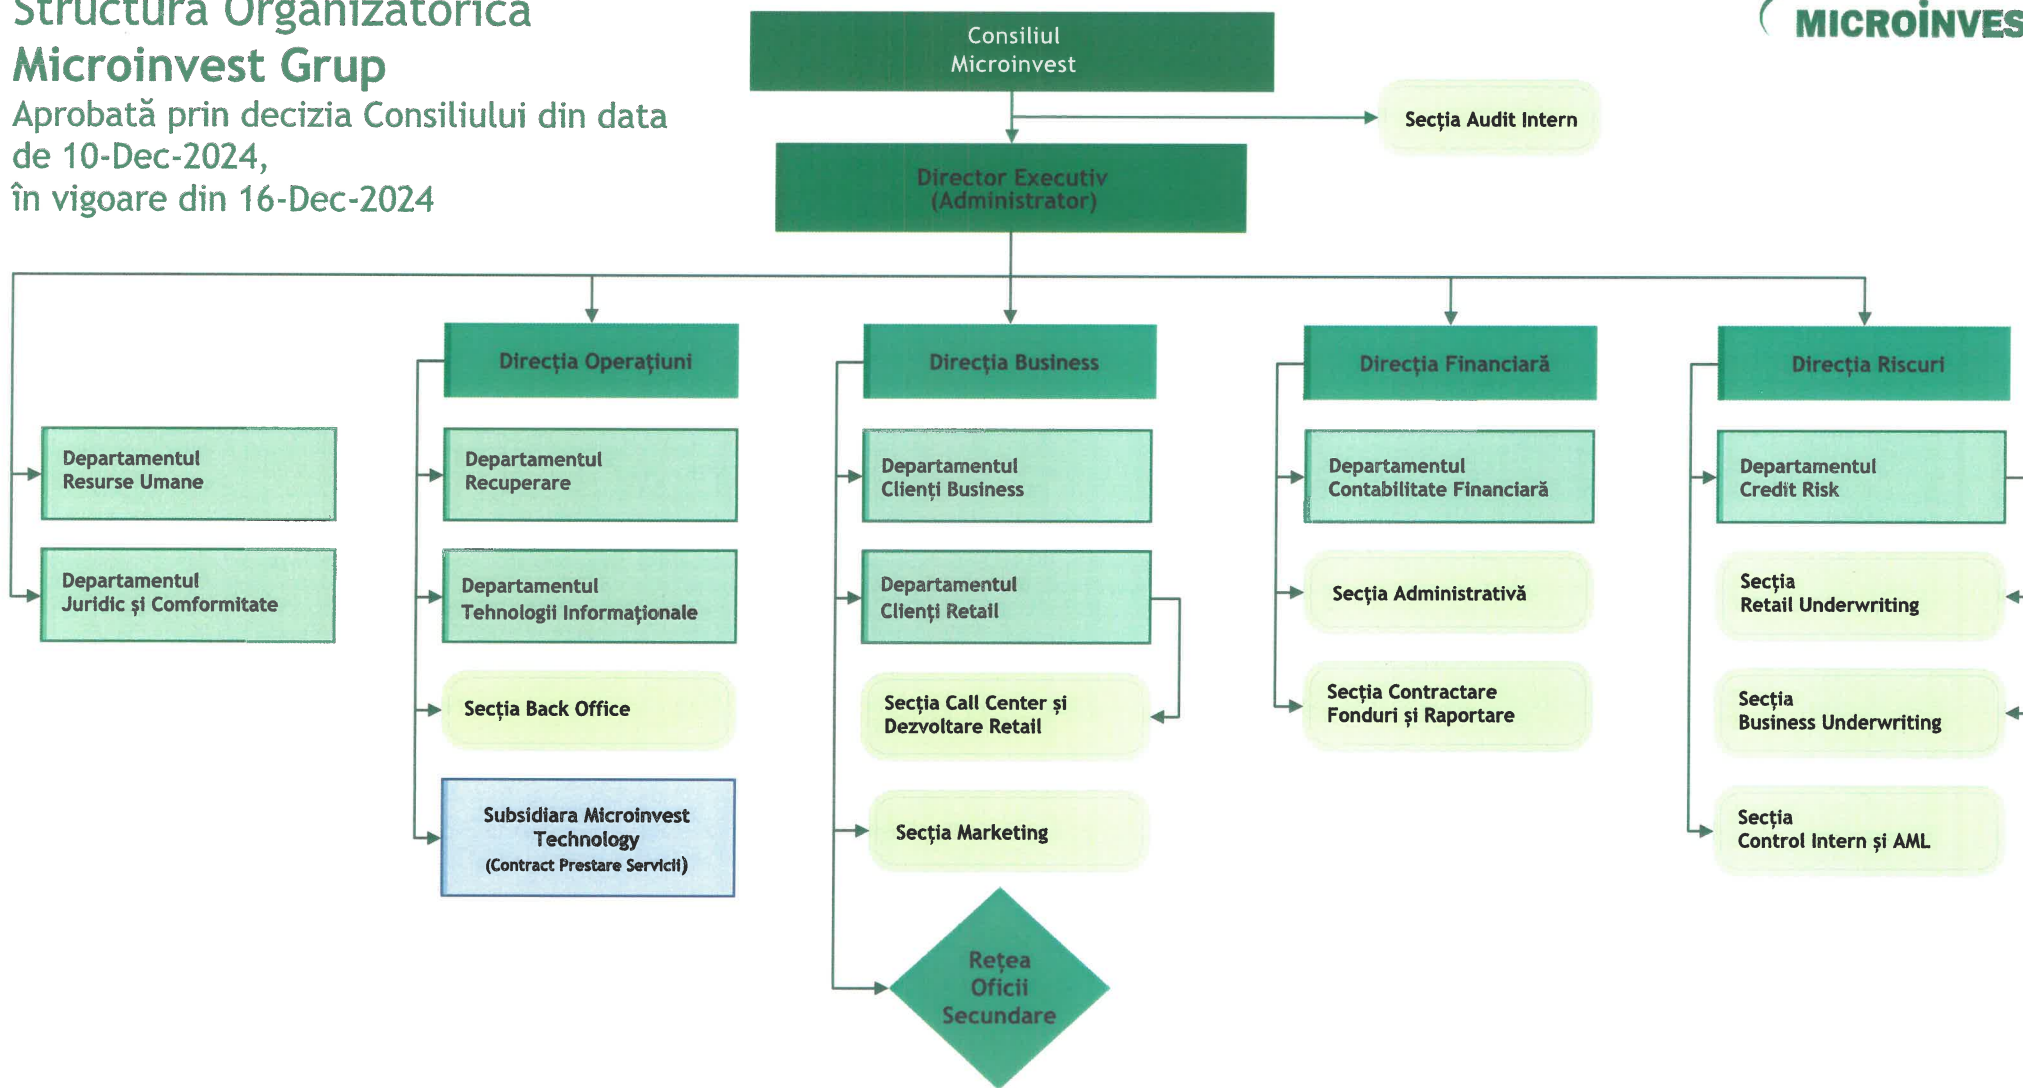 Structura Organizatorică
Microinvest Grup
Aprobată prin decizia Consiliului din data
de 10-Dec-2024,
în vigoare din 16-Dec-2024
MICROINVES
Consiliul
Microinvest
Secția Audit Intern
Director Executiv
(Administrator)
Direcția Operațiuni
Direcția Business
Direcția Financiară
Direcția Riscuri
Departamentul
Resurse Umane
Departamentul
Juridic și Comformitate
Departamentul
Recuperare
Departamentul
Tehnologii Informaționale
Secția Back Office
Subsidiara Microinvest
Technology
(Contract Prestare Servicii)
Departamentul
Clienți Business
Departamentul
Clienți Retail
Secția Call Center și
Dezvoltare Retail
Secția Marketing
Rețea
Oficii
Secundare
Departamentul
Contabilitate Financiară
Secția Administrativă
Secția Contractare
Fonduri și Raportare
Departamentul
Credit Risk
Secția
Retail Underwriting
Secția
Business Underwriting
Secția
Control Intern și AML